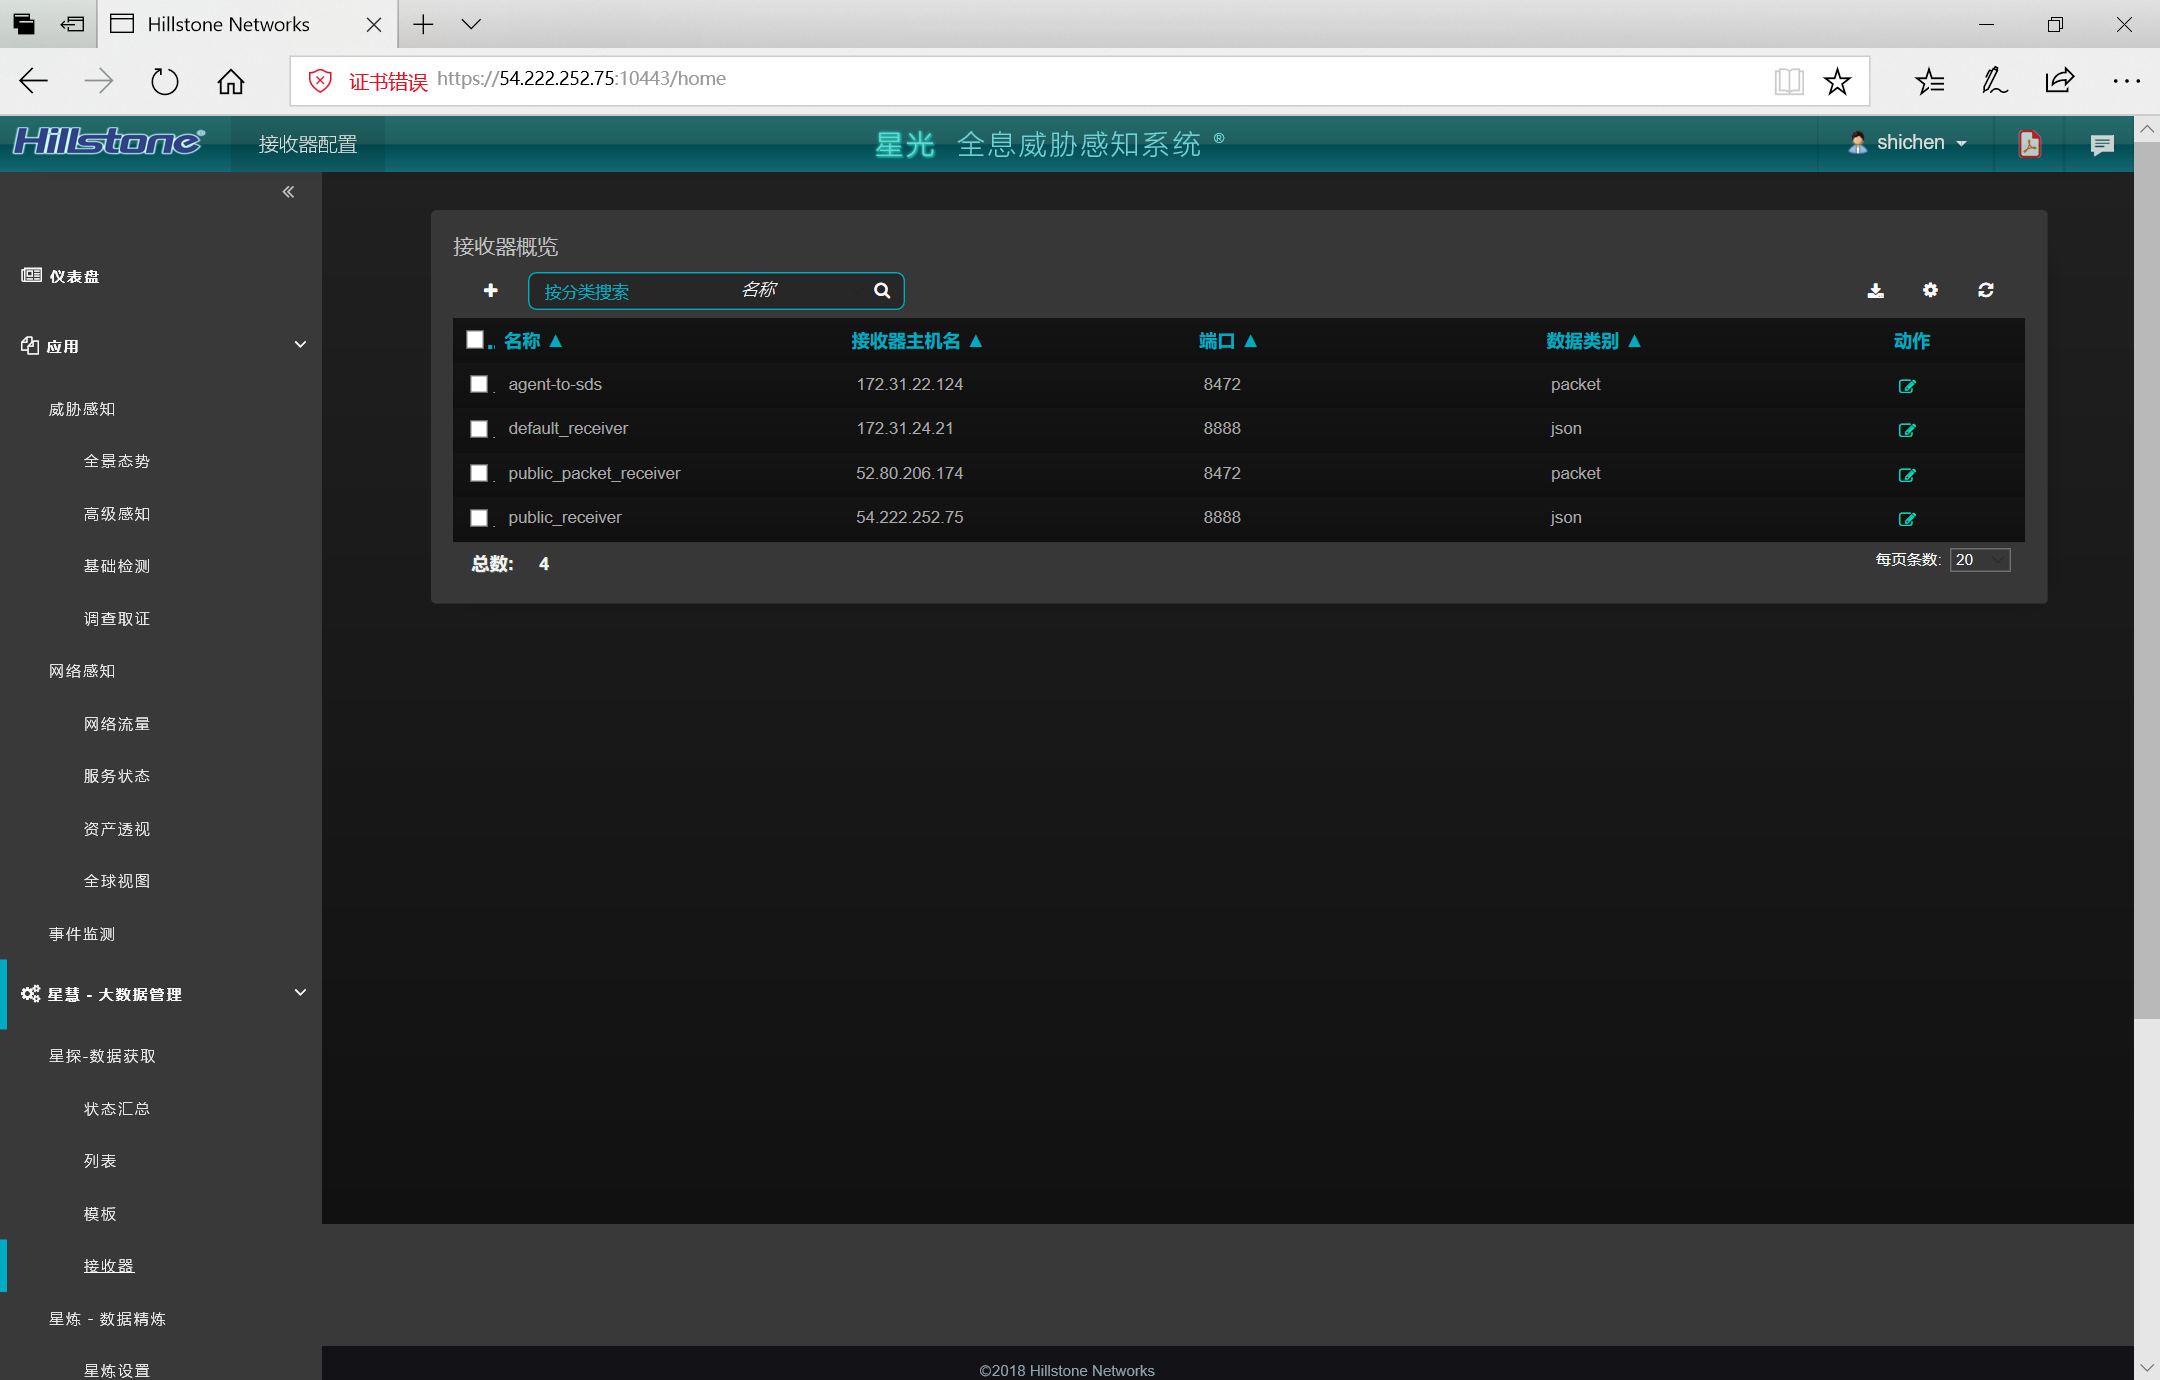 Hillstone Networks
证书错误 https://54.222.252.75:10443/home
Hillstone®
接收器配置
星光 全息威胁感知系统 ®
shichen
仪表盘
应用
威胁感知
全景态势
高级感知
基础检测
调查取证
网络感知
网络流量
服务状态
资产透视
全球视图
事件监测
星慧 - 大数据管理
星探-数据获取
状态汇总
列表
模板
接收器
星炼 - 数据精炼
星炼设置
接收器概览
按分类搜索 名称
名称 ▲ 接收器主机名 ▲ 端口 ▲ 数据类别 ▲ 动作
agent-to-sds 172.31.22.124 8472 packet
default_receiver 172.31.24.21 8888 json
public_packet_receiver 52.80.206.174 8472 packet
public_receiver 54.222.252.75 8888 json
总数: 4
每页条数: 20
©2018 Hillstone Networks